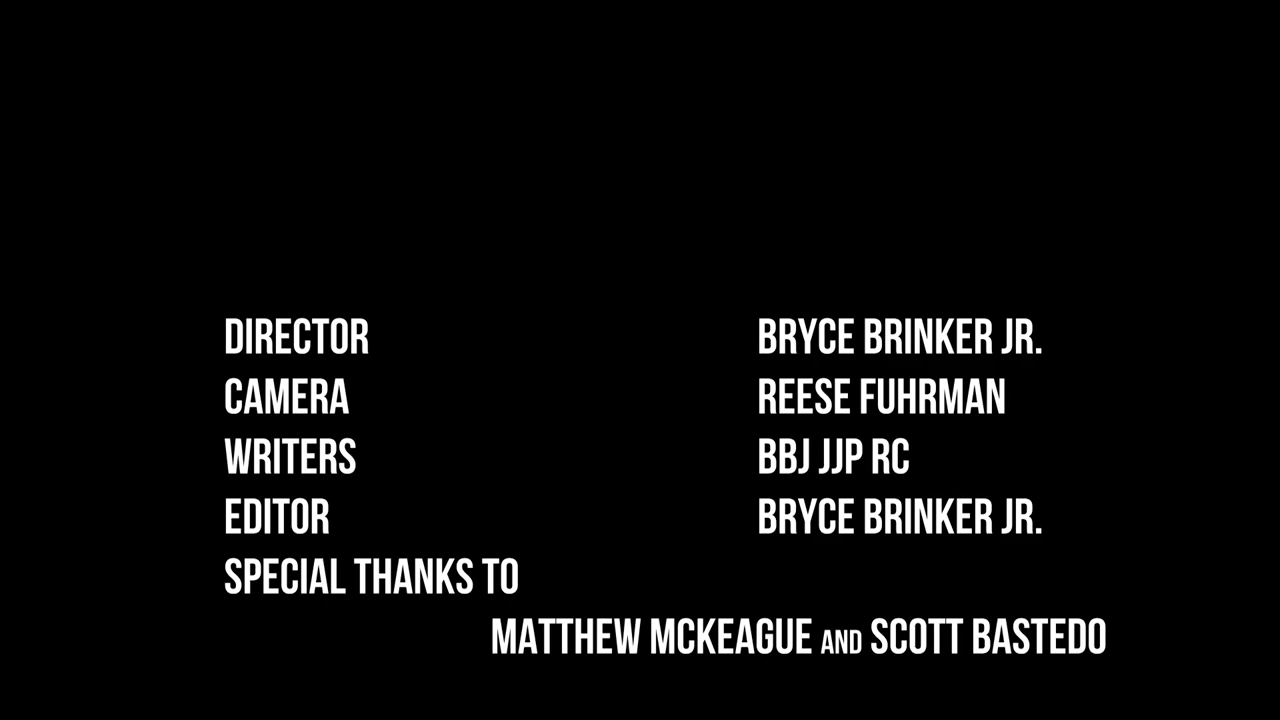 DIRECTOR BRYCE BRINKER JR.
CAMERA REESE FUHRMAN
WRITERS BBJ JJP RC
EDITOR BRYCE BRINKER JR.
SPECIAL THANKS TO
MATTHEW MCKEAGUE AND SCOTT BASTEDO